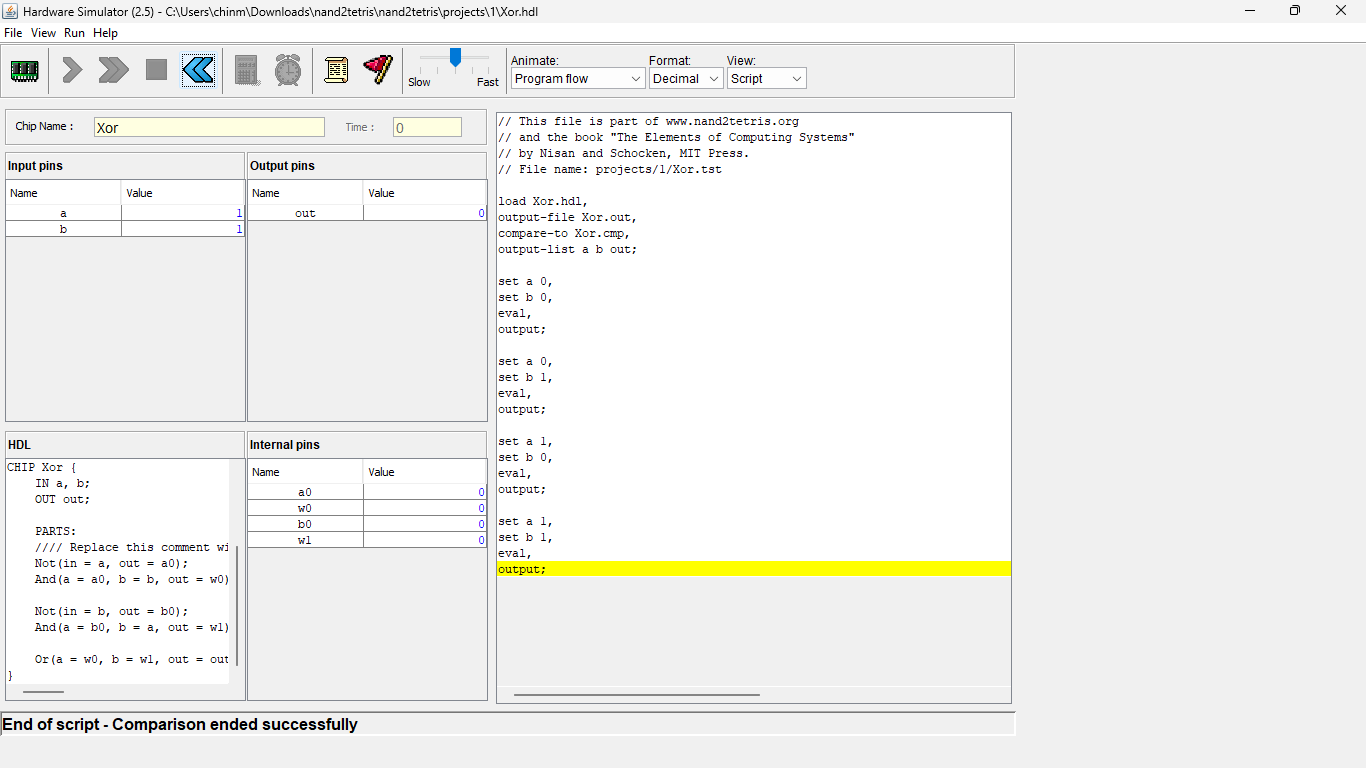 Hardware Simulator (2.5) - C:\Users\chinm\Downloads\nand2tetris\nand2tetris\projects\1\Xor.hdl
File View Run Help
Slow Fast
Animate: Format: View:
Program flow Decimal Script
Chip Name : Xor Time : 0
Input pins
Name Value
a 1
b 1
Output pins
Name Value
out 0
HDL
CHIP Xor {
IN a, b;
OUT out;
PARTS:
//// Replace this comment wi
Not(in = a, out = a0);
And(a = a0, b = b, out = w0)
Not(in = b, out = b0);
And(a = b0, b = a, out = w1)
Or(a = w0, b = w1, out = out
}
Internal pins
Name Value
a0 0
w0 0
b0 0
w1 0
// This file is part of www.nand2tetris.org
// and the book "The Elements of Computing Systems"
// by Nisan and Schocken, MIT Press.
// File name: projects/1/Xor.tst
load Xor.hdl,
output-file Xor.out,
compare-to Xor.cmp,
output-list a b out;
set a 0,
set b 0,
eval,
output;
set a 0,
set b 1,
eval,
output;
set a 1,
set b 0,
eval,
output;
set a 1,
set b 1,
eval,
output;
End of script - Comparison ended successfully